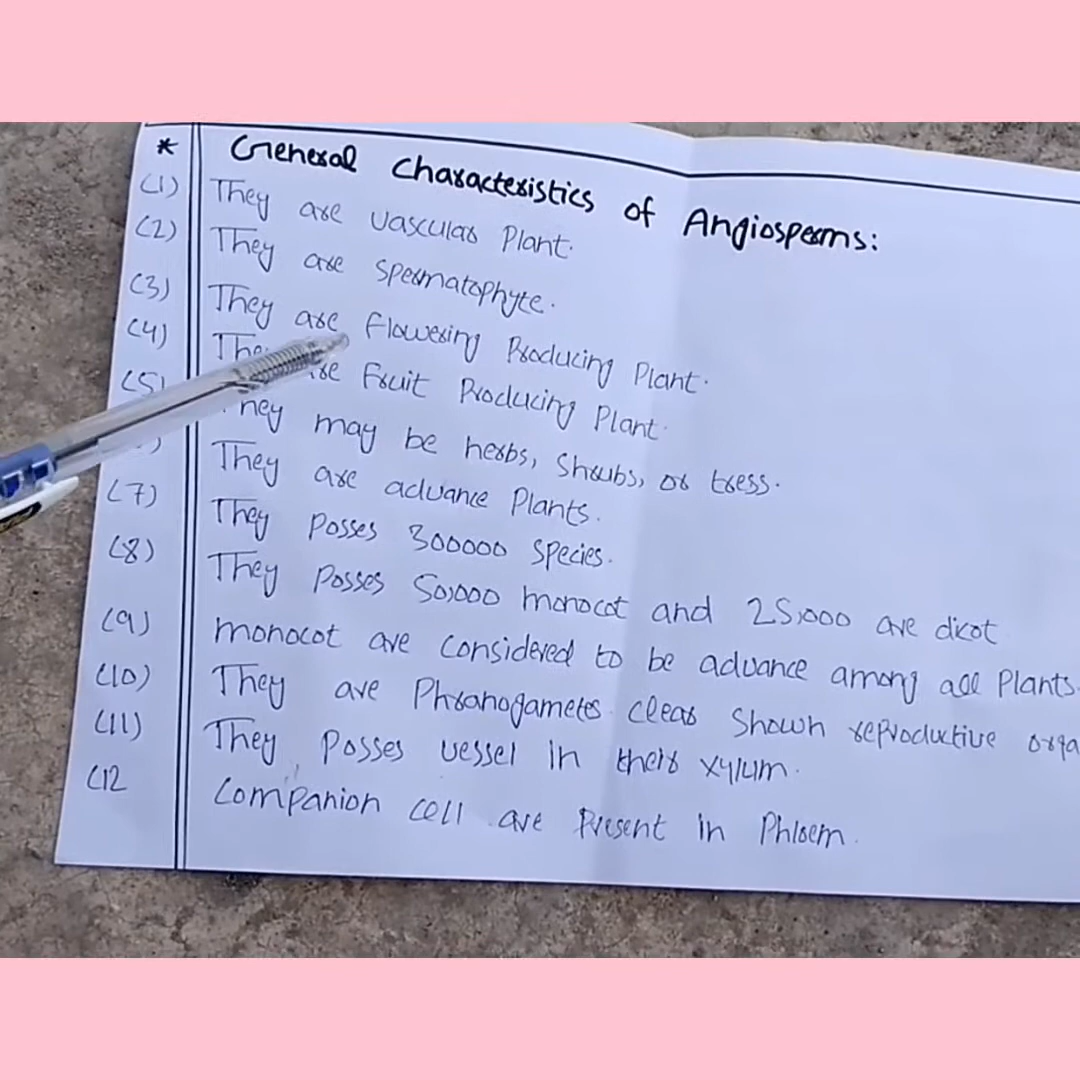 * General Characteristics of Angiosperms:
(1) They are vascular Plant.
(2) They are Spermatophyte.
(3) They are flowering Producing Plant.
(4) Fruit Producing Plant.
(5) They may be herbs, Shrubs, or tress.
They are advance Plants.
(7) They Posses 300000 Species.
(8) They Posses 50,000 monocot and 25,000 are dicot
(9) monocot are considered to be advance among all Plants.
(10) They are Phranogametes clear shown reproductive
(11) They Posses vessel in their xylum.
(12 Companion cell are Present in Phloem.